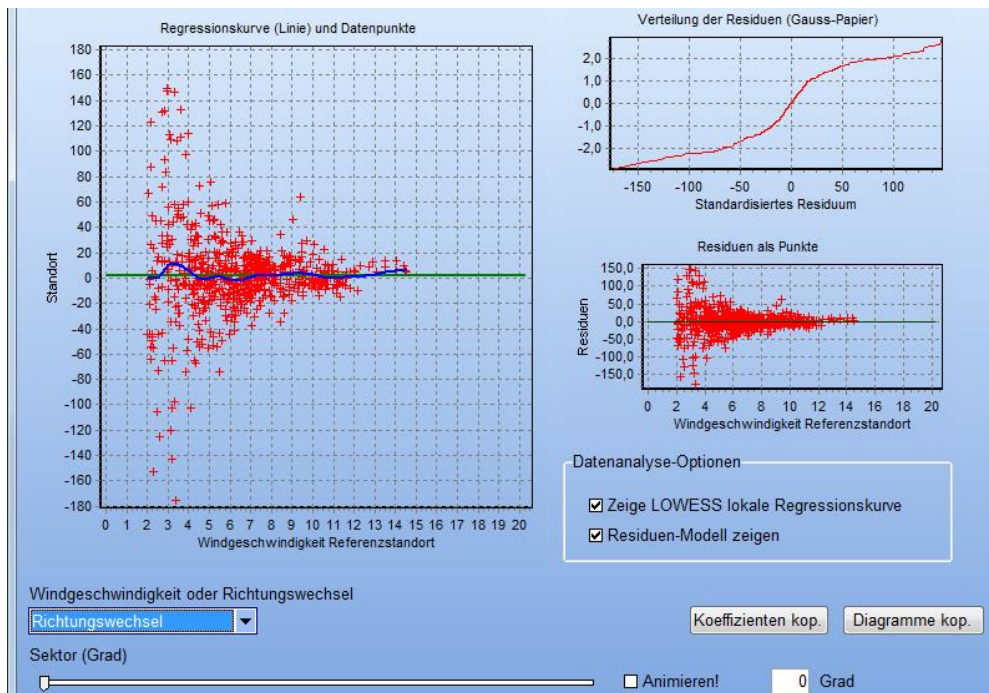 Regressionskurve (Linie) und Datenpunkte
180
160
140
120
100
80
60
40
20
0
-20
-40
-60
-80
-100
-120
-140
-160
-180
Standort
0 1 2 3 4 5 6 7 8 9 10 11 12 13 14 15 16 17 18 19 20
Windgeschwindigkeit Referenzstandort
Verteilung der Residuen (Gauss-Papier)
2,0
1,0
0,0
-1,0
-2,0
-150 -100 -50 0 50 100
Standardisiertes Residuum
Residuen als Punkte
150,0
100,0
50,0
0,0
-50,0
-100,0
-150,0
Residuen
0 2 4 6 8 10 12 14 16 18 20
Windgeschwindigkeit Referenzstandort
Datenanalyse-Optionen
Zeige LOWESS lokale Regressionskurve
Residuen-Modell zeigen
Windgeschwindigkeit oder Richtungswechsel
Richtungswechsel
Koeffizienten kop. Diagramme kop.
Sektor (Grad)
Animieren! 0 Grad